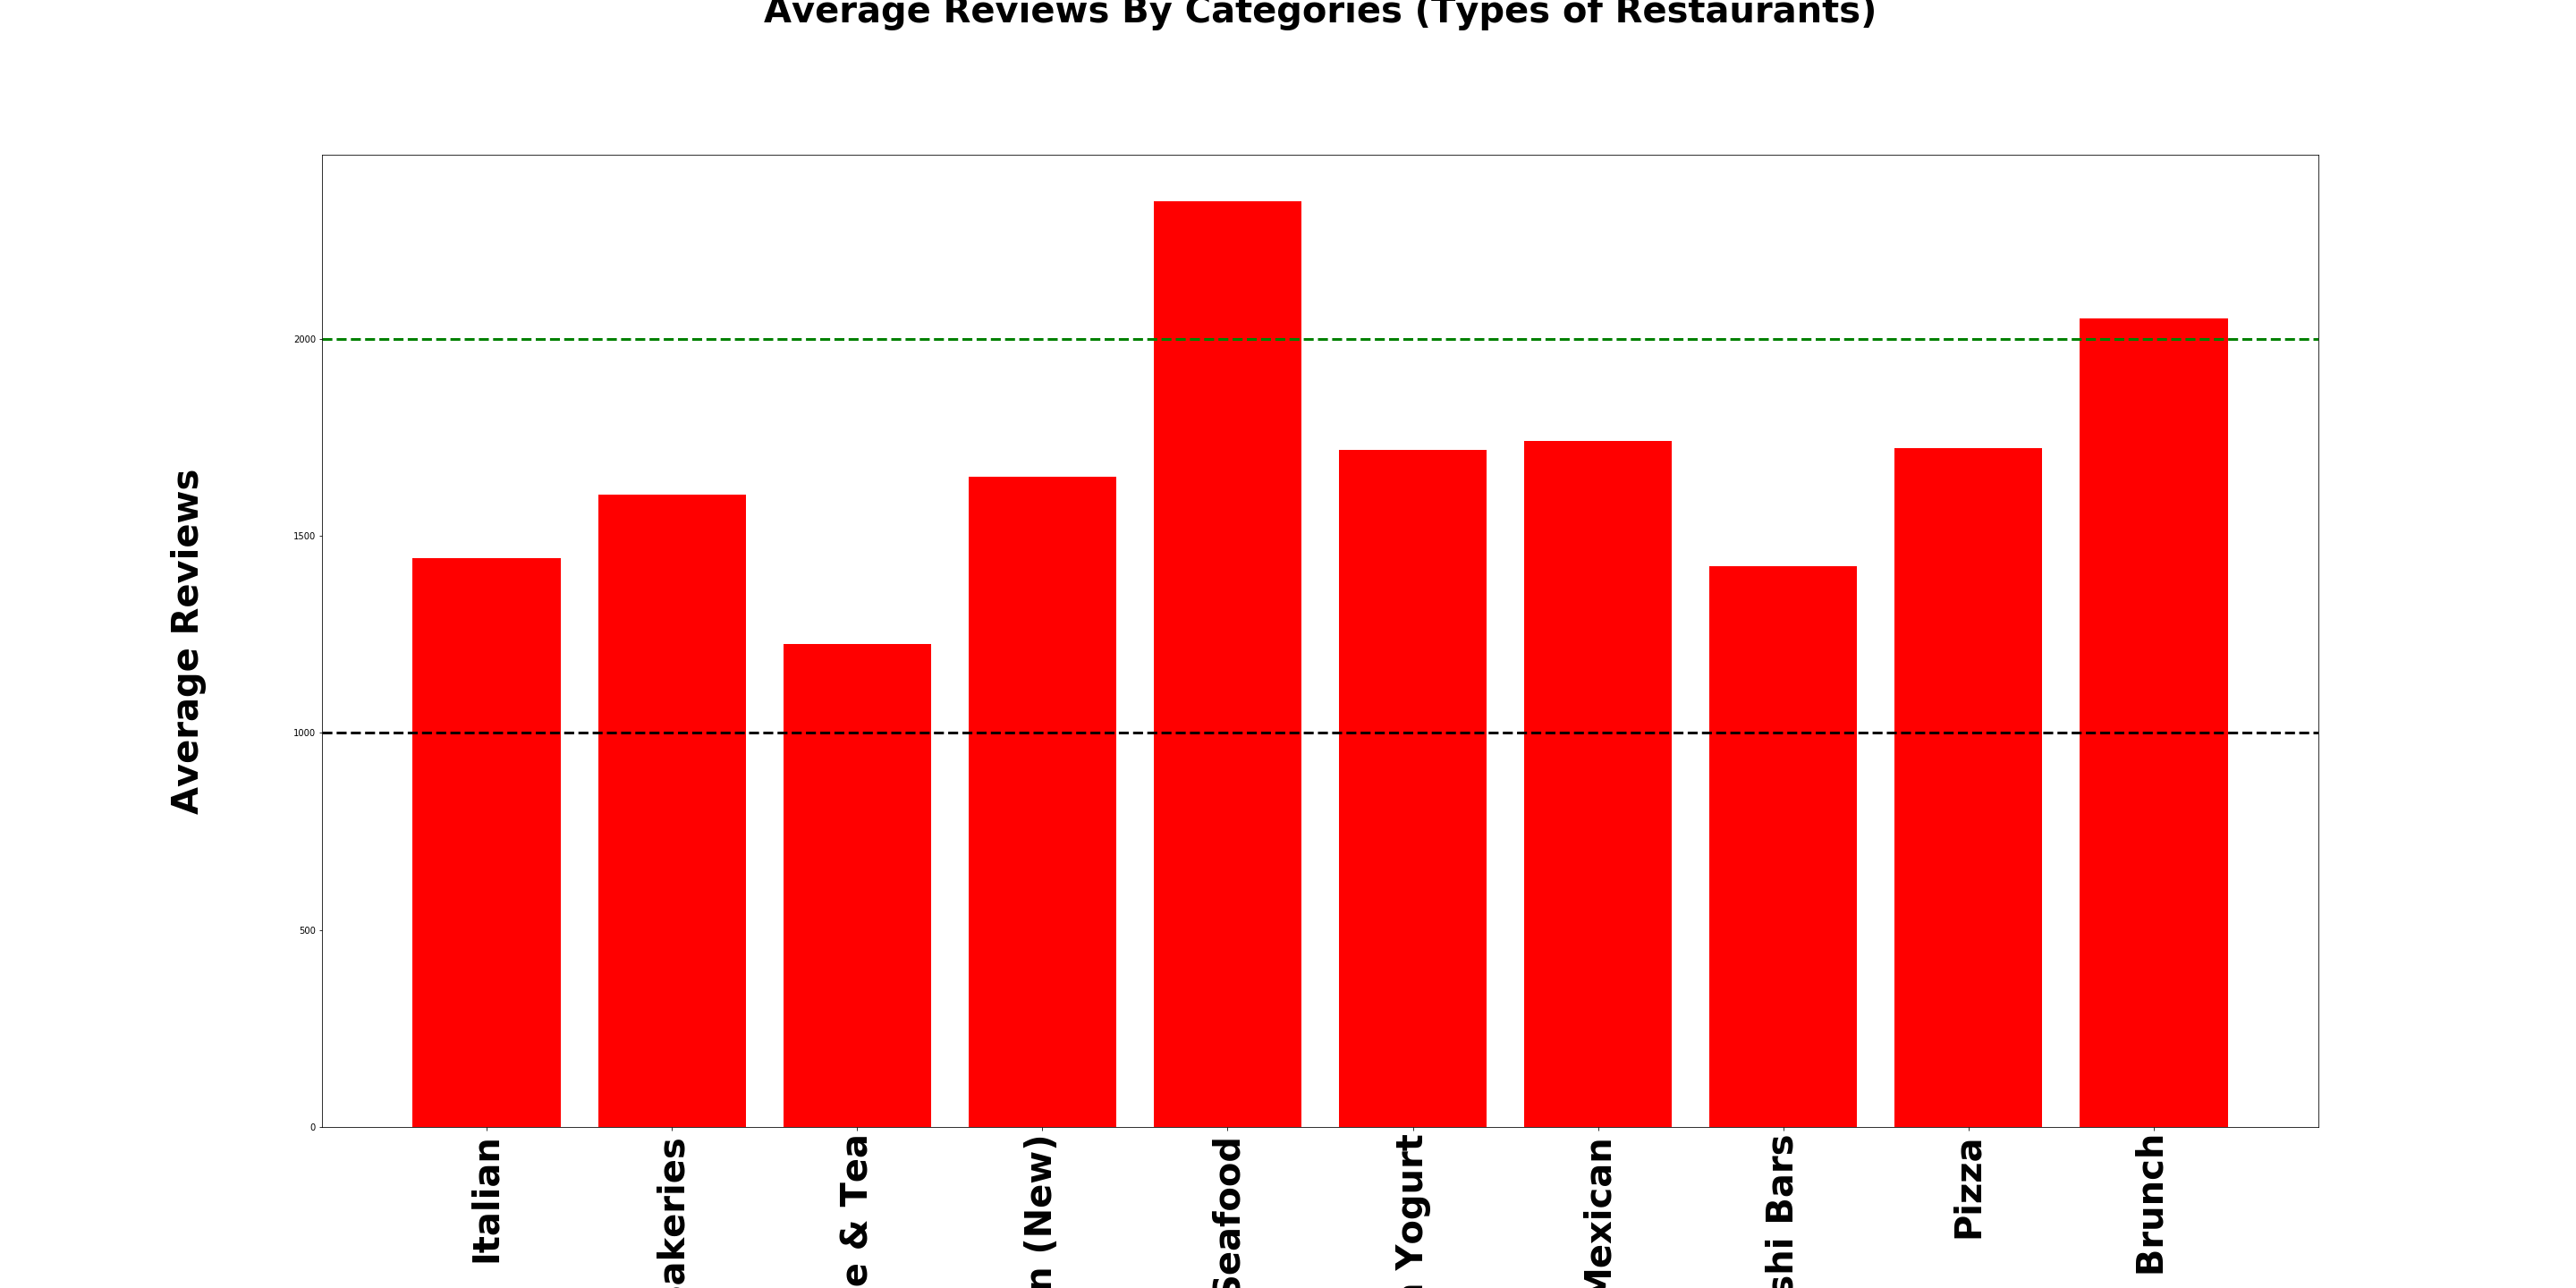 Average Reviews By Categories (Types of Restaurants)
Average Reviews
2000
1500
1000
500
0
Italian
akeries
e & Tea
n (New)
Seafood
Yogurt
Mexican
shi Bars
Pizza
Brunch